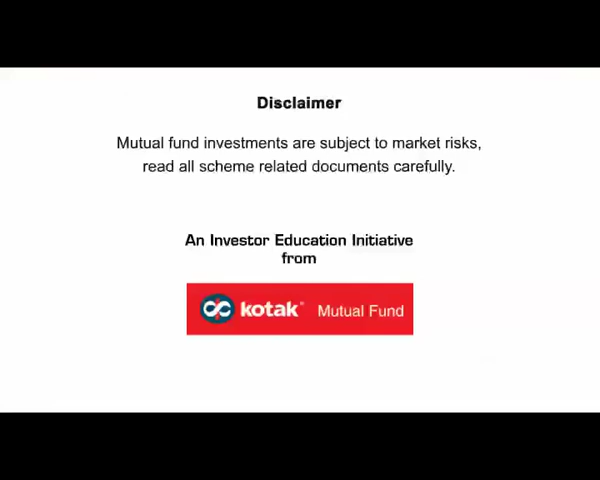 Disclaimer
Mutual fund investments are subject to market risks,
read all scheme related documents carefully.
An Investor Education Initiative
from
kotak® Mutual Fund